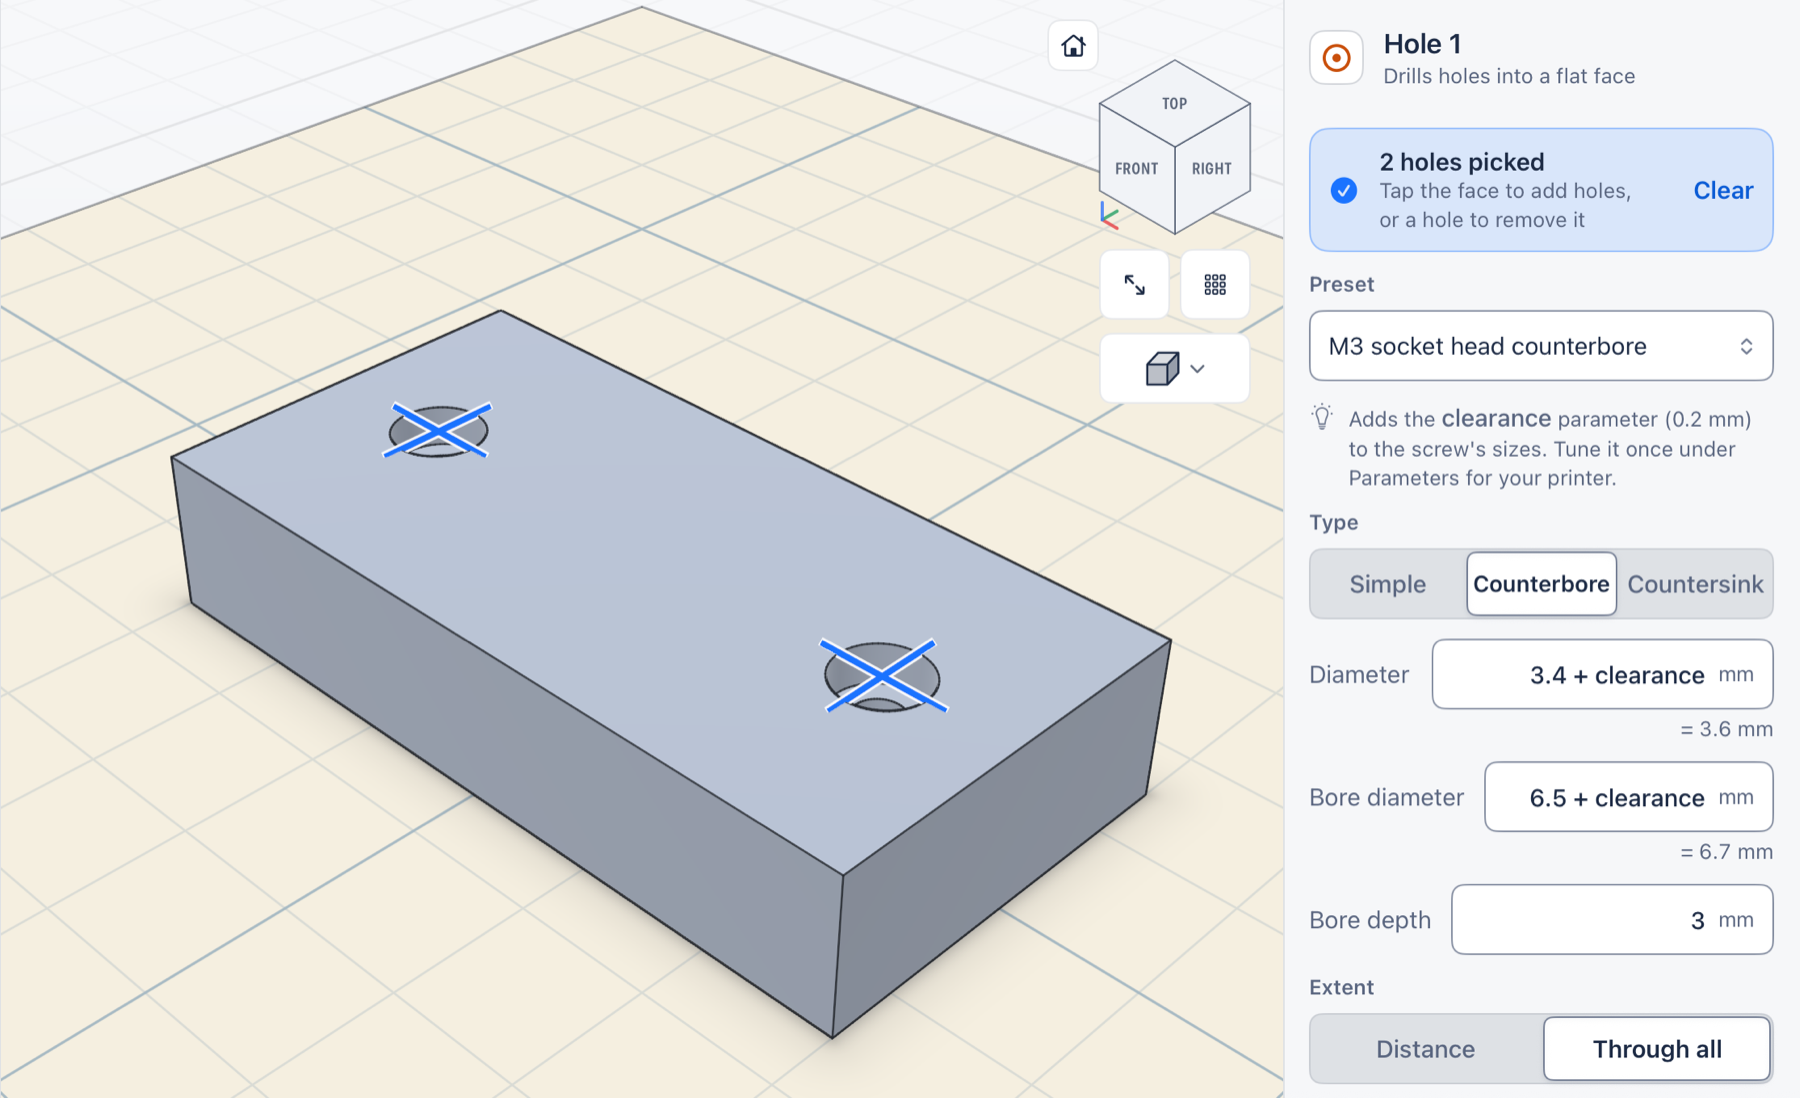 TOP
FRONT
RIGHT
Hole 1
Drills holes into a flat face
2 holes picked
Tap the face to add holes,
or a hole to remove it
Clear
Preset
M3 socket head counterbore
Adds the clearance parameter (0.2 mm)
to the screw's sizes. Tune it once under
Parameters for your printer.
Type
Simple
Counterbore
Countersink
Diameter
3.4 + clearance mm
= 3.6 mm
Bore diameter
6.5 + clearance mm
= 6.7 mm
Bore depth
3 mm
Extent
Distance
Through all